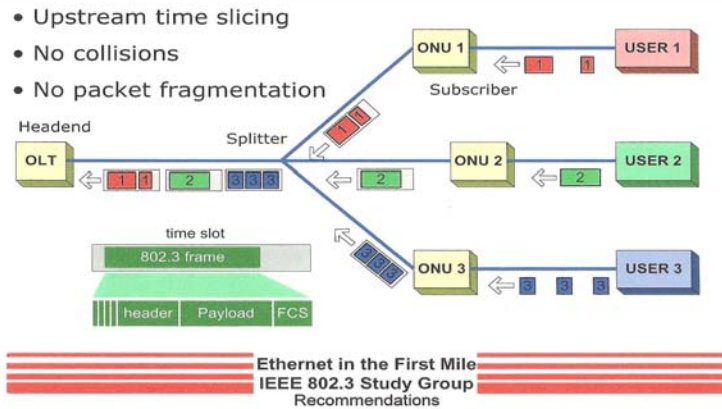 • Upstream time slicing
• No collisions
• No packet fragmentation
Headend
OLT
Splitter
ONU 1
Subscriber
USER 1
1
1
1 1
ONU 2
USER 2
2
2
1 1
2
3 3 3
ONU 3
USER 3
3 3 3
3 3 3
time slot
802.3 frame
header
Payload
FCS
Ethernet in the First Mile
IEEE 802.3 Study Group
Recommendations